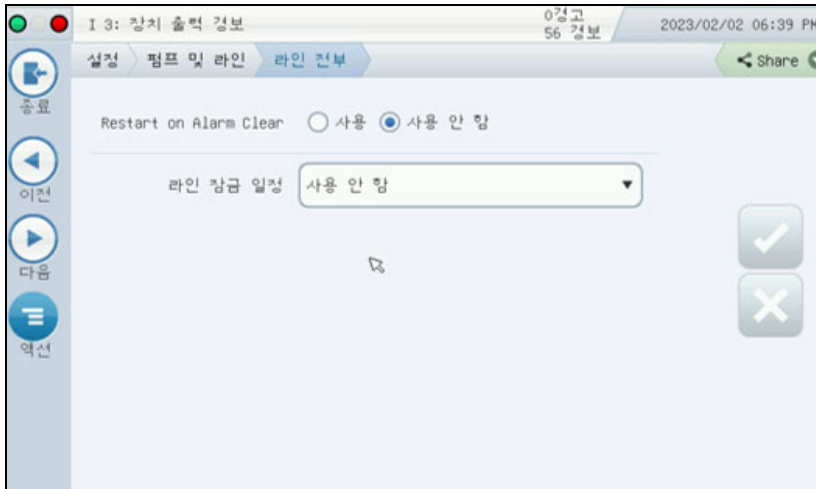 I 3: 장치 출력 경보
0경고
56 경보
2023/02/02 06:39 PM
설정
펌프 및 라인
라인 전부
Share
종료
Restart on Alarm Clear
사용
사용 안 함
이전
라인 잠금 일정
사용 안 함
다음
액션